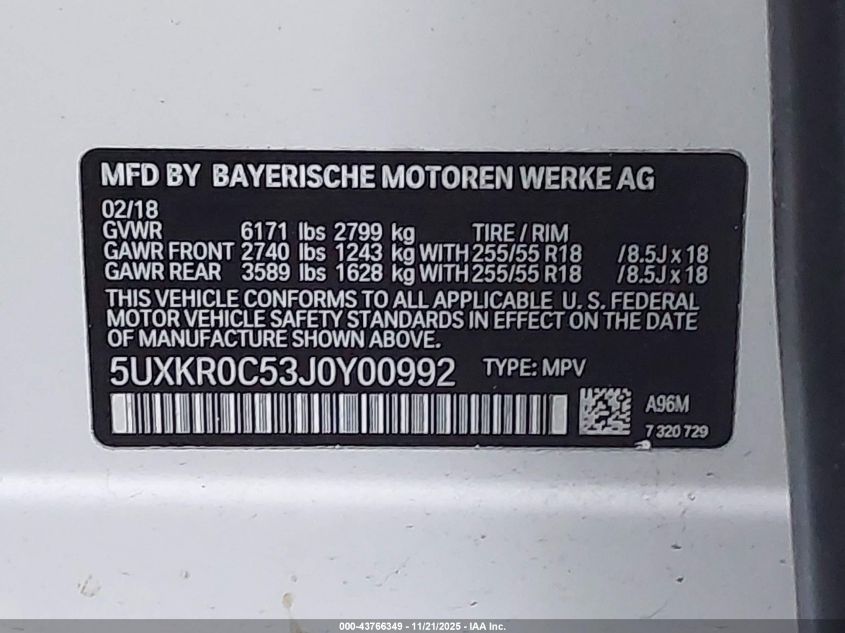 MFD BY BAYERISCHE MOTOREN WERKE AG
02/18
GVWR 6171 lbs 2799 kg TIRE / RIM
GAWR FRONT 2740 lbs 1243 kg WITH 255/55 R18 /8.5J x 18
GAWR REAR 3589 lbs 1628 kg WITH 255/55 R18 /8.5J x 18
THIS VEHICLE CONFORMS TO ALL APPLICABLE U. S. FEDERAL
MOTOR VEHICLE SAFETY STANDARDS IN EFFECT ON THE DATE
OF MANUFACTURE SHOWN ABOVE.
5UXKR0C53J0Y00992 TYPE: MPV
A96M
7 320 729
000-43766349 - 11/21/2025 - IAA Inc.